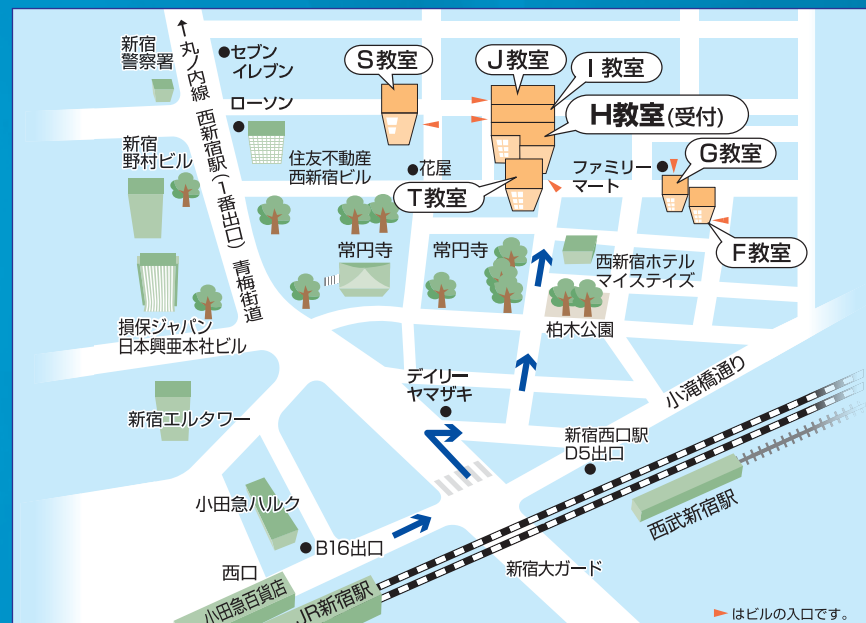 新宿
警察署
↑丸ノ内線 西新宿駅(1番出口) 青梅街道
セブン
イレブン
ローソン
S教室
J教室
I教室
H教室(受付)
新宿
野村ビル
住友不動産
西新宿ビル
花屋
T教室
ファミリー
マート
G教室
F教室
常円寺
常円寺
西新宿ホテル
マイステイズ
損保ジャパン
日本興亜本社ビル
柏木公園
デイリー
ヤマザキ
小滝橋通り
新宿エルタワー
新宿西口駅
D5出口
小田急ハルク
B16出口
西武新宿駅
西口
新宿大ガード
小田急百貨店
JR新宿駅
はビルの入口です。